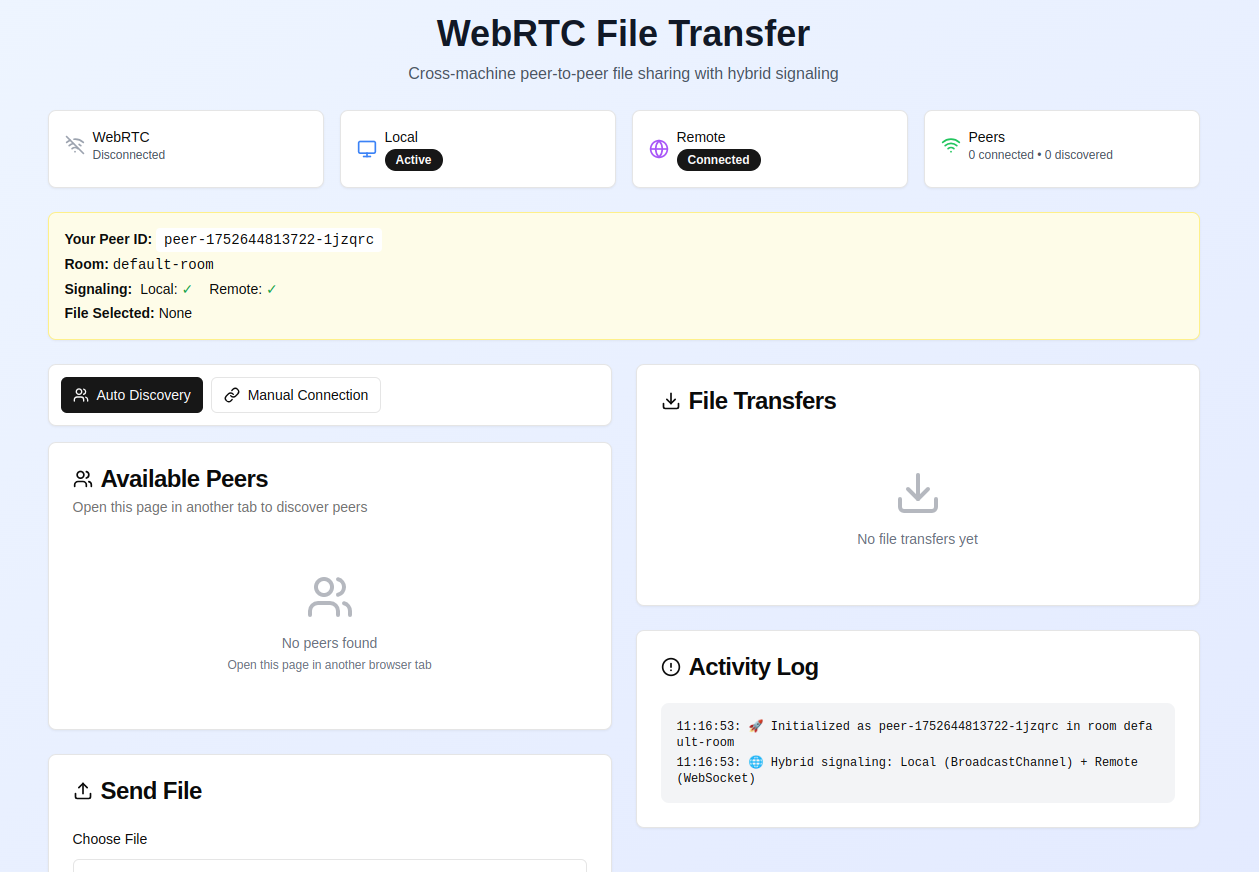 WebRTC File Transfer
Cross-machine peer-to-peer file sharing with hybrid signaling
WebRTC
Disconnected
Local
Active
Remote
Connected
Peers
0 connected • 0 discovered
Your Peer ID: peer-1752644813722-1jzqrc
Room: default-room
Signaling: Local: ✓ Remote: ✓
File Selected: None
Auto Discovery
Manual Connection
Available Peers
Open this page in another tab to discover peers
No peers found
Open this page in another browser tab
Send File
Choose File
File Transfers
No file transfers yet
Activity Log
11:16:53: 🚀 Initialized as peer-1752644813722-1jzqrc in room defa
ult-room
11:16:53: 🌐 Hybrid signaling: Local (BroadcastChannel) + Remote
(WebSocket)